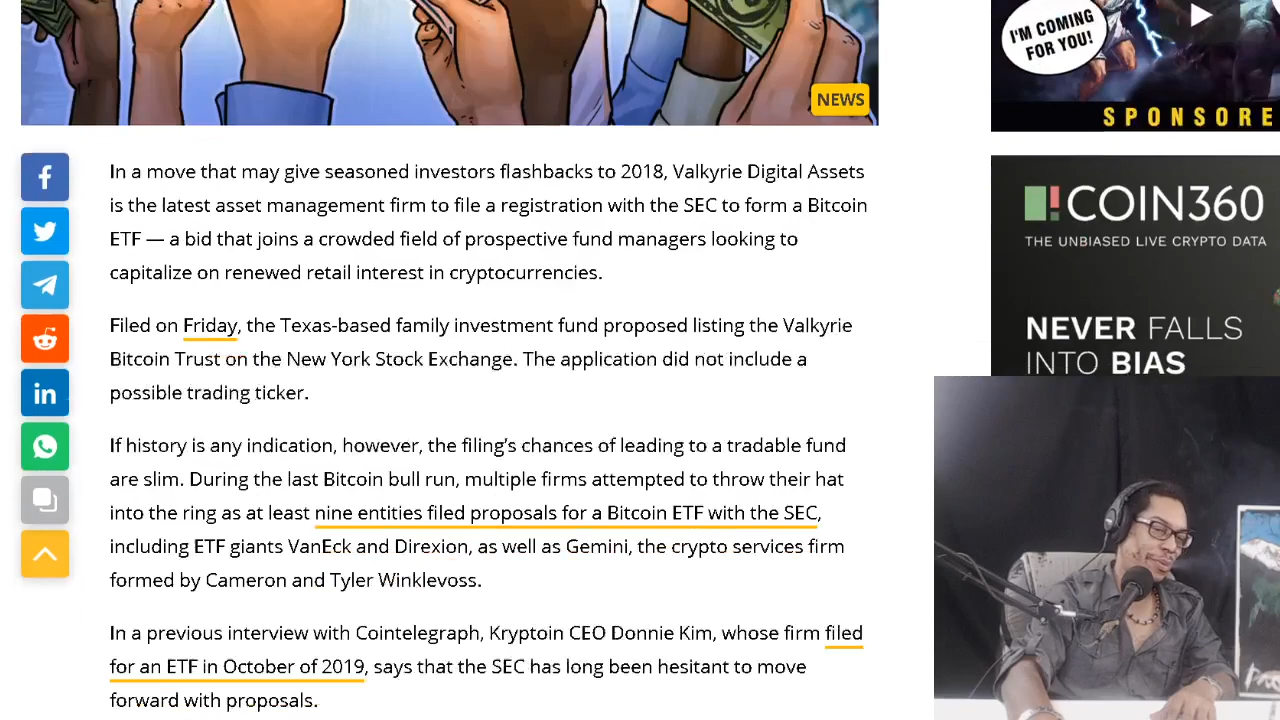 I'M COMING
FOR YOU!
NEWS
SPONSORE
In a move that may give seasoned investors flashbacks to 2018, Valkyrie Digital Assets
is the latest asset management firm to file a registration with the SEC to form a Bitcoin
ETF — a bid that joins a crowded field of prospective fund managers looking to
capitalize on renewed retail interest in cryptocurrencies.
Filed on Friday, the Texas-based family investment fund proposed listing the Valkyrie
Bitcoin Trust on the New York Stock Exchange. The application did not include a
possible trading ticker.
If history is any indication, however, the filing's chances of leading to a tradable fund
are slim. During the last Bitcoin bull run, multiple firms attempted to throw their hat
into the ring as at least nine entities filed proposals for a Bitcoin ETF with the SEC,
including ETF giants VanEck and Direxion, as well as Gemini, the crypto services firm
formed by Cameron and Tyler Winklevoss.
In a previous interview with Cointelegraph, Kryptoin CEO Donnie Kim, whose firm filed
for an ETF in October of 2019, says that the SEC has long been hesitant to move
forward with proposals.
COIN360
THE UNBIASED LIVE CRYPTO DATA
NEVER FALLS
INTO BIAS